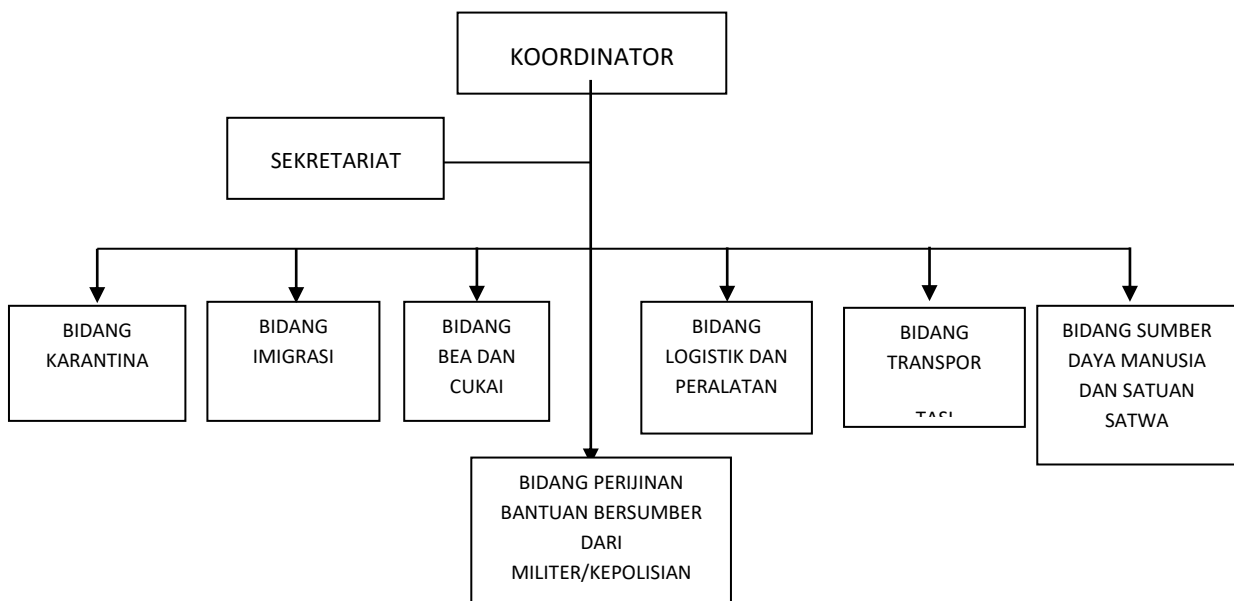 KOORDINATOR
SEKRETARIAT
BIDANG
KARANTINA
BIDANG
IMIGRASI
BIDANG
BEA DAN
CUKAI
BIDANG
LOGISTIK DAN
PERALATAN
BIDANG
TRANSPOR
TASI
BIDANG SUMBER
DAYA MANUSIA
DAN SATUAN
SATWA
BIDANG PERIJINAN
BANTUAN BERSUMBER
DARI
MILITER/KEPOLISIAN